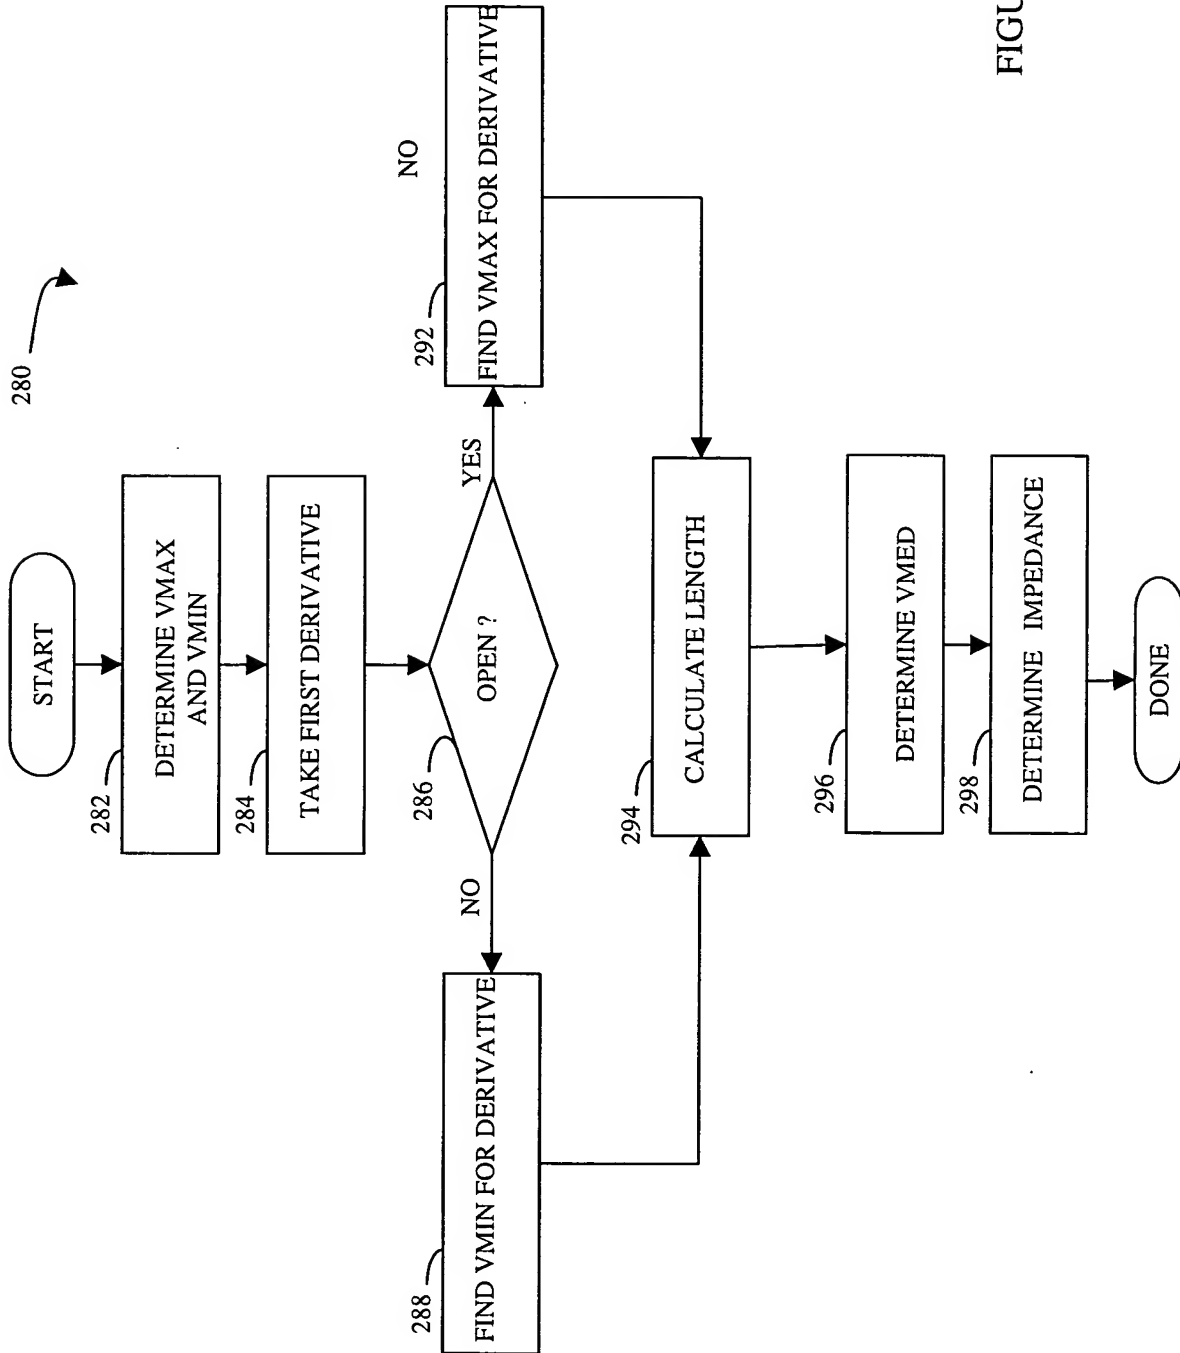 280
START
282
DETERMINE VMAX
AND VMIN
284
TAKE FIRST DERIVATIVE
286
OPEN ?
NO
YES
NO
288
FIND VMIN FOR DERIVATIVE
292
FIND VMAX FOR DERIVATIVE
294
CALCULATE LENGTH
296
DETERMINE VMED
298
DETERMINE IMPEDANCE
DONE